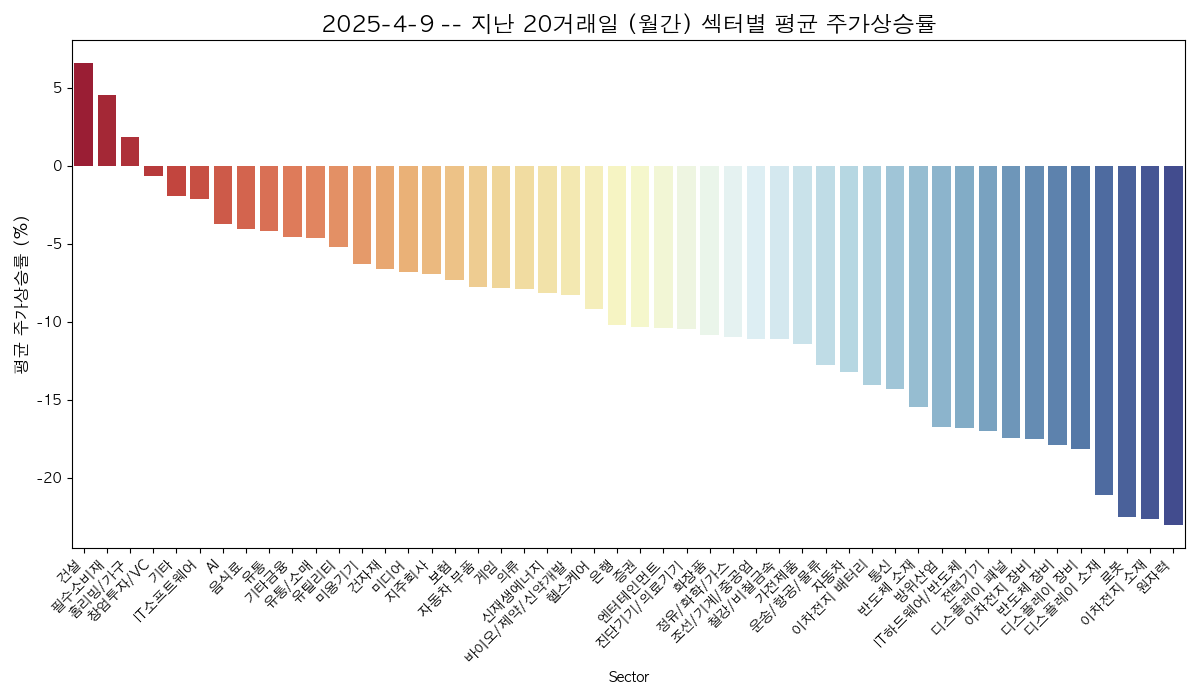 2025-4-9 -- 지난 20거래일 (월간) 섹터별 평균 주가상승률
평균 주가상승률 (%)
5
0
-5
-10
-15
-20
건설
필수소비재
홈리빙/가구
창업투자/VC
기타
IT소프트웨어
AI
음식료
유통
기타금융
유통/소매
유틸리티
미용기기
건자재
미디어
지주회사
보험
자동차 부품
게임
의류
신재생에너지
바이오/제약/신약개발
헬스케어
은행
증권
엔터테인먼트
진단기기/의료기기
화장품
정유/화학/가스
조선/기계/중공업
철강/비철금속
가전제품
운송/항공/물류
자동차
이차전지 배터리
통신
반도체 소재
방위산업
IT하드웨어/반도체
전력기기
디스플레이 패널
이차전지 장비
반도체 장비
디스플레이 장비
디스플레이 소재
로봇
이차전지 소재
원자력
Sector